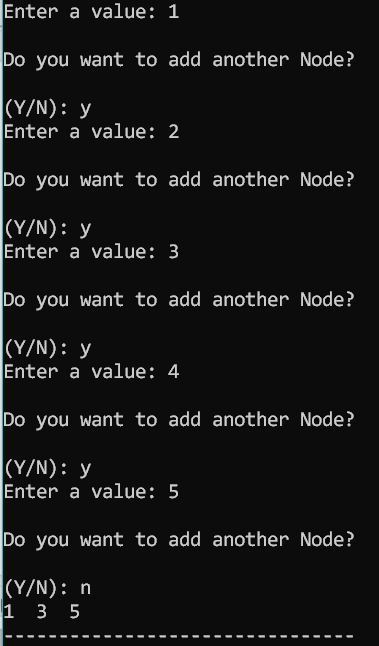 Enter a value: 1
Do you want to add another Node?
(Y/N): y
Enter a value: 2
Do you want to add another Node?
(Y/N): y
Enter a value: 3
Do you want to add another Node?
(Y/N): y
Enter a value: 4
Do you want to add another Node?
(Y/N): y
Enter a value: 5
Do you want to add another Node?
(Y/N): n
1  3  5
--------------------------------